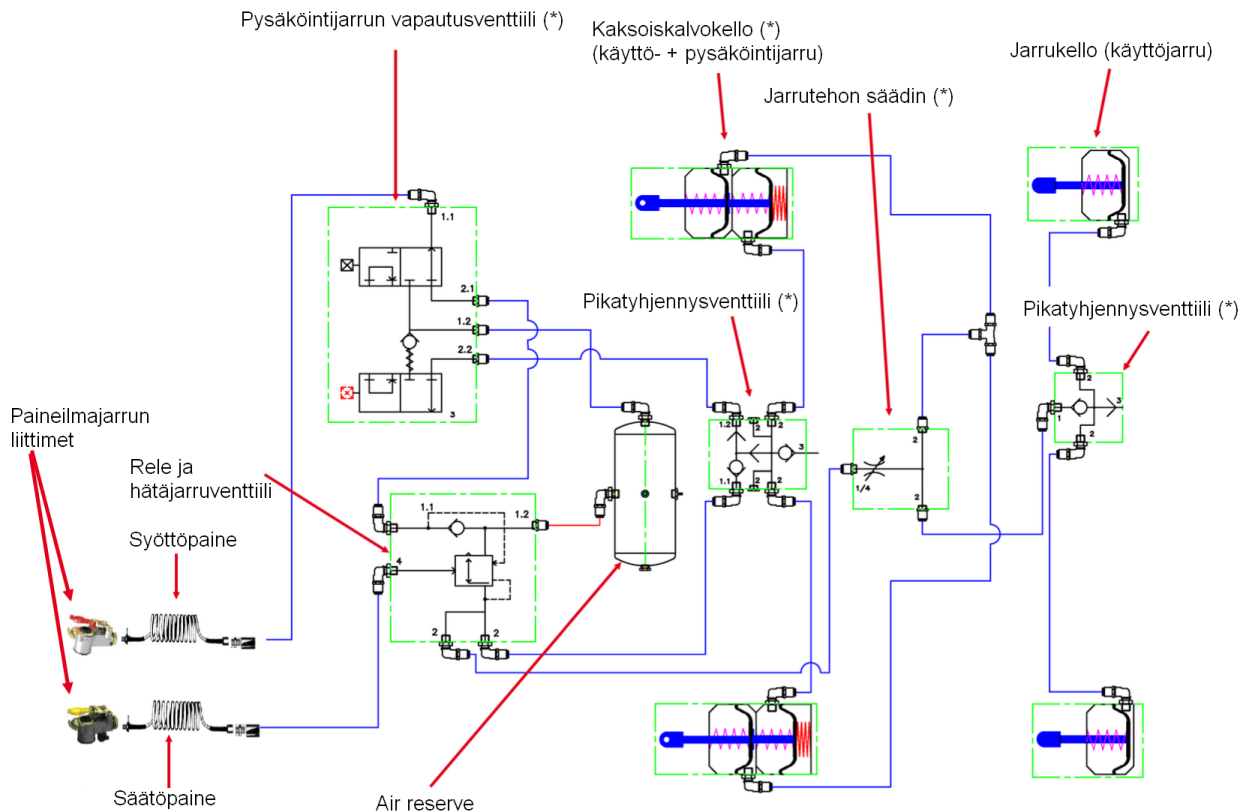 Pysäköintijarrun vapautusventtiili (*)
Kaksoiskalvokello (*)
(käyttö- + pysäköintijarru)
Jarrukello (käyttöjarru)
Jarrutehon säädin (*)
1.1
2.1
1.2
2.2
3
Pikatyhjennysventtiili (*)
Pikatyhjennysventtiili (*)
Paineilmajarrun
liittimet
Rele ja
hätäjarruventtiili
Syöttöpaine
1.1
1.2
4
2
2
1.2
2
2
3
1.1
2
2
2
1/4
2
2
1
3
2
Säätöpaine
Air reserve